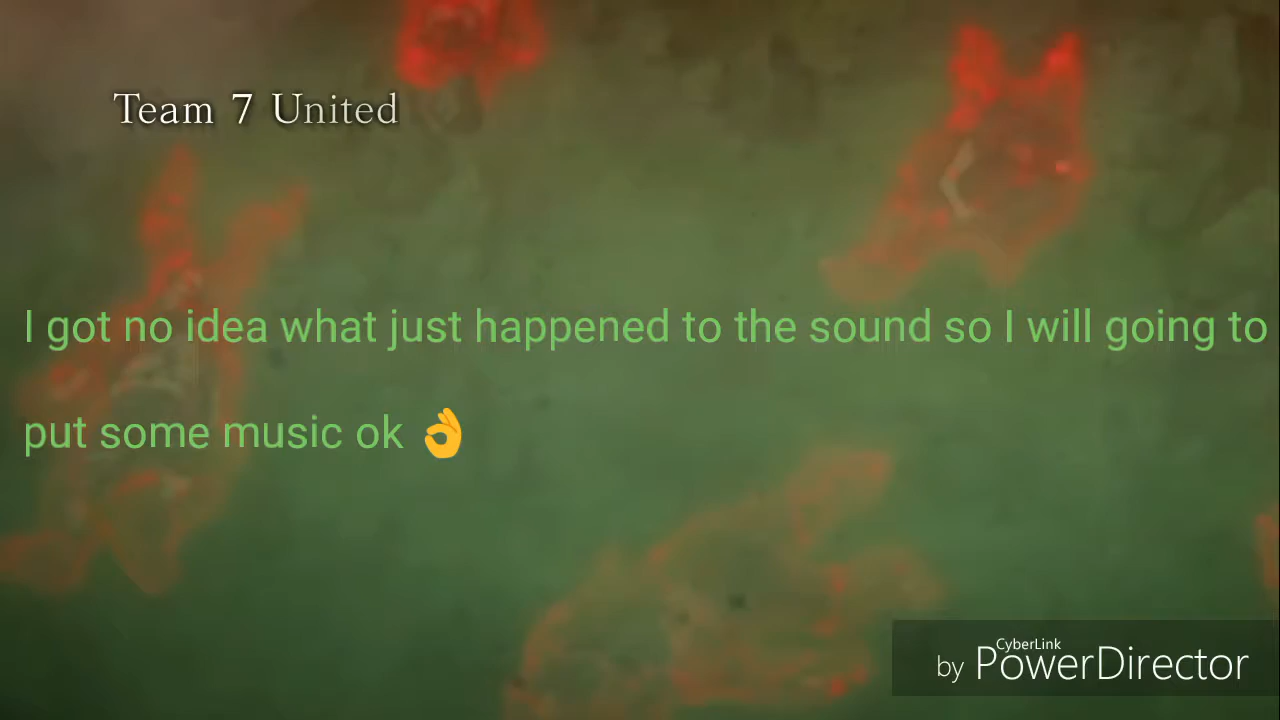 Team 7 United
I got no idea what just happened to the sound so I will going to
put some music ok 👌
by CyberLink PowerDirector